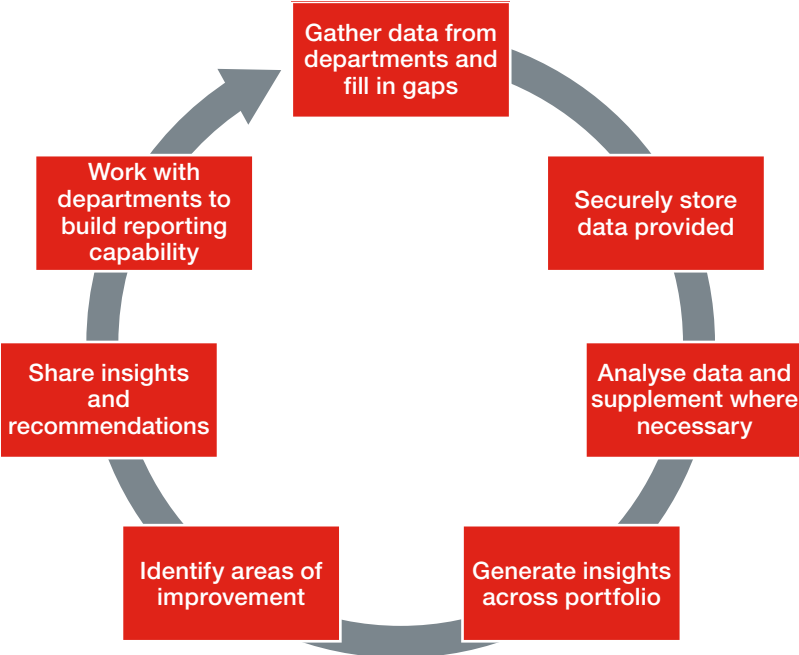 Gather data from
departments and
fill in gaps
Securely store
data provided
Analyse data and
supplement where
necessary
Generate insights
across portfolio
Identify areas of
improvement
Share insights
and
recommendations
Work with
departments to
build reporting
capability